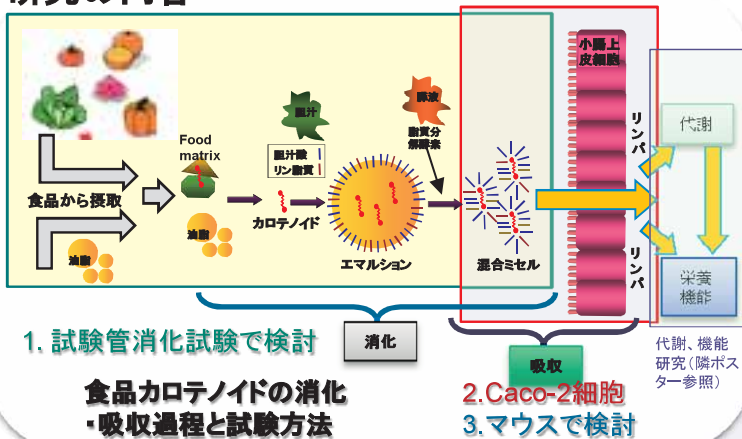 小腸上
皮細胞
リンパ
リンパ
代謝
栄養
機能
胆汁
胆汁酸
リン脂質
膵液
脂質分
解酵素
Food
matrix
食品から摂取
油脂
油脂
カロテノイド
エマルション
混合ミセル
消化
吸収
1. 試験管消化試験で検討
食品カロテノイドの消化
・吸収過程と試験方法
2.Caco-2細胞
3.マウスで検討
代謝、機能
研究(隣ポス
ター参照)